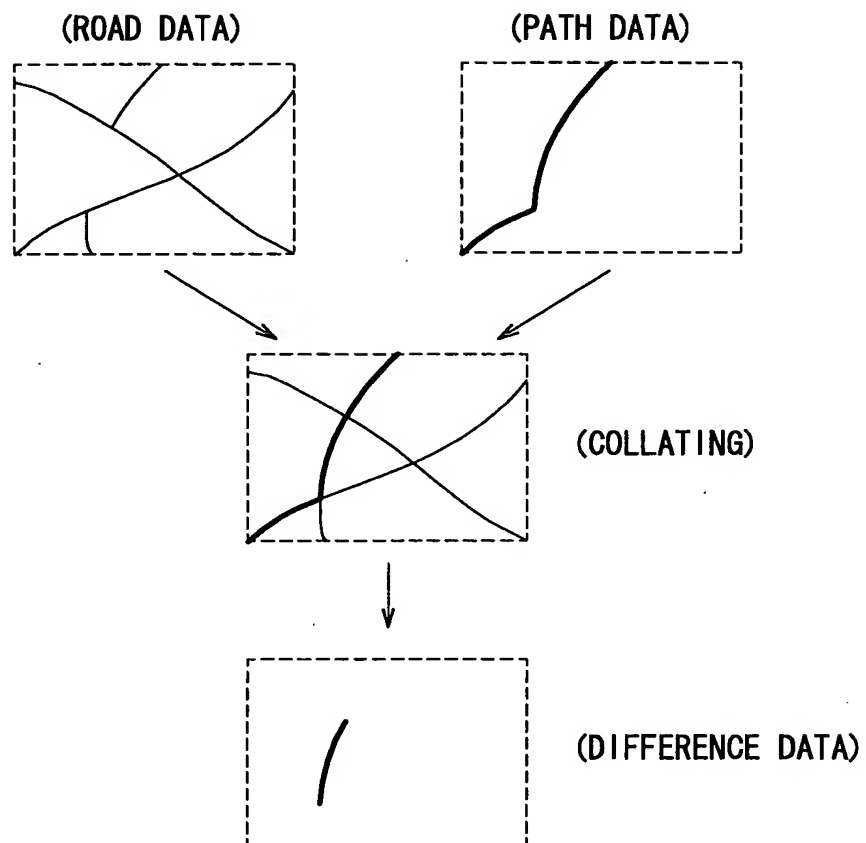 (ROAD DATA)
(PATH DATA)
(COLLATING)
(DIFFERENCE DATA)